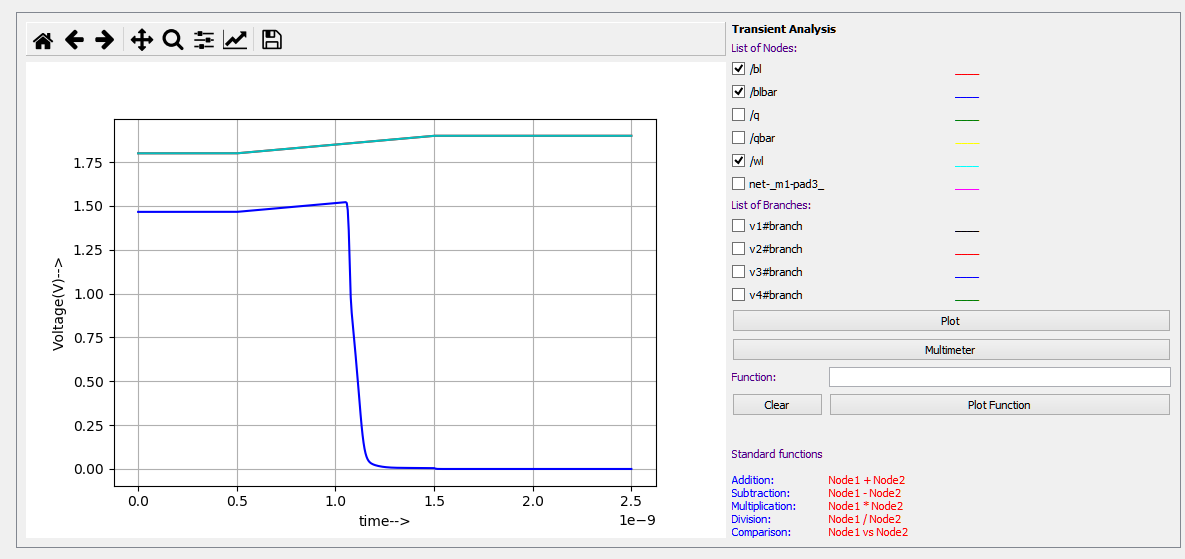 Transient Analysis
List of Nodes:
/bl
/blbar
/q
/qbar
/wl
net-_m1-pad3_
List of Branches:
v1#branch
v2#branch
v3#branch
v4#branch
Plot
Multimeter
Function:
Clear Plot Function
Standard functions
Addition: Node1 + Node2
Subtraction: Node1 - Node2
Multiplication: Node1 * Node2
Division: Node1 / Node2
Comparison: Node1 vs Node2
Voltage(V)-->
1.75
1.50
1.25
1.00
0.75
0.50
0.25
0.00
0.0 0.5 1.0 1.5 2.0 2.5
time-->
1e−9